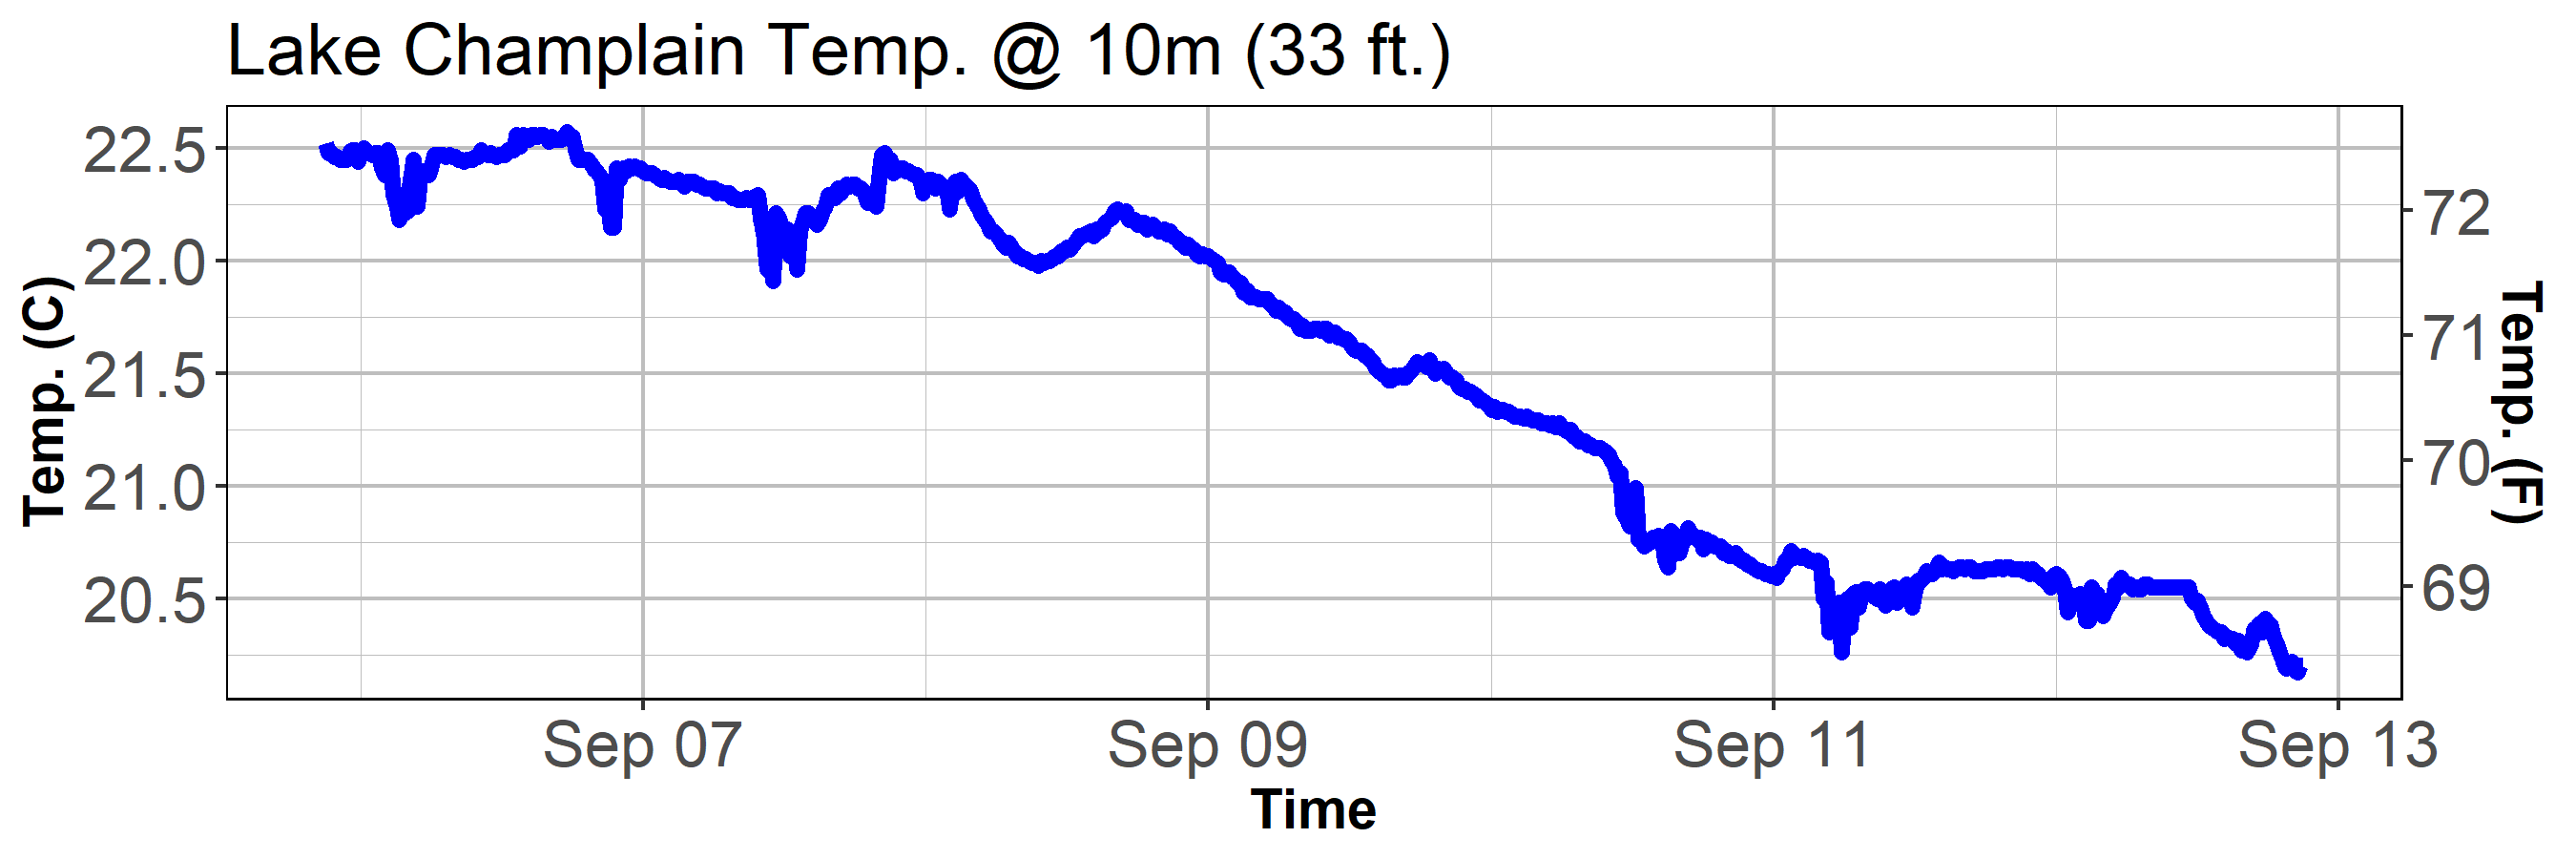 Lake Champlain Temp. @ 10m (33 ft.)
22.5
22.0
21.5
21.0
20.5
Temp. (C)
72
71
70
69
Temp. (F)
Sep 07 Sep 09 Sep 11 Sep 13
Time